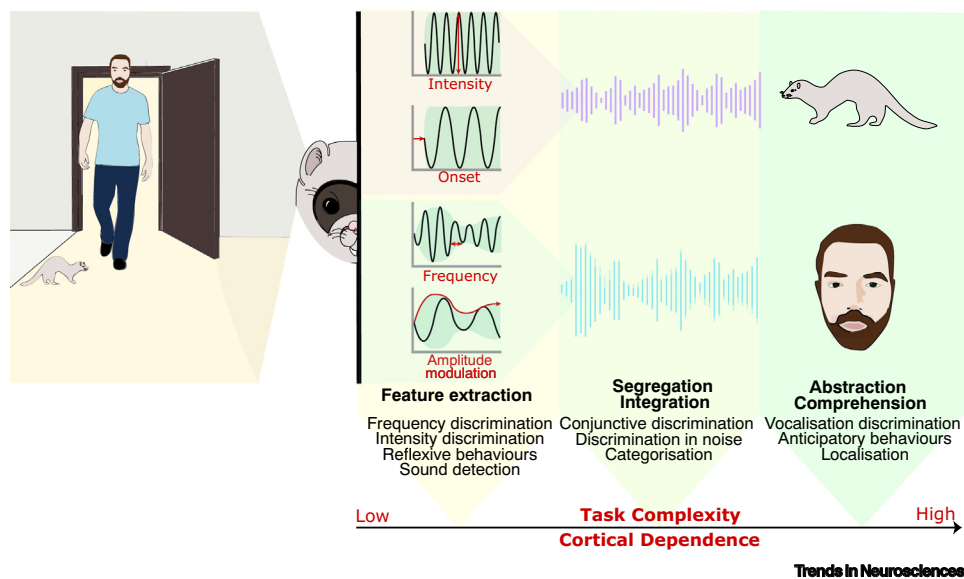 Intensity
Onset
Frequency
Amplitude
modulation
Feature extraction
Frequency discrimination
Intensity discrimination
Reflexive behaviours
Sound detection
Segregation
Integration
Conjunctive discrimination
Discrimination in noise
Categorisation
Abstraction
Comprehension
Vocalisation discrimination
Anticipatory behaviours
Localisation
Low
Task Complexity
High
Cortical Dependence
Trends in Neurosciences